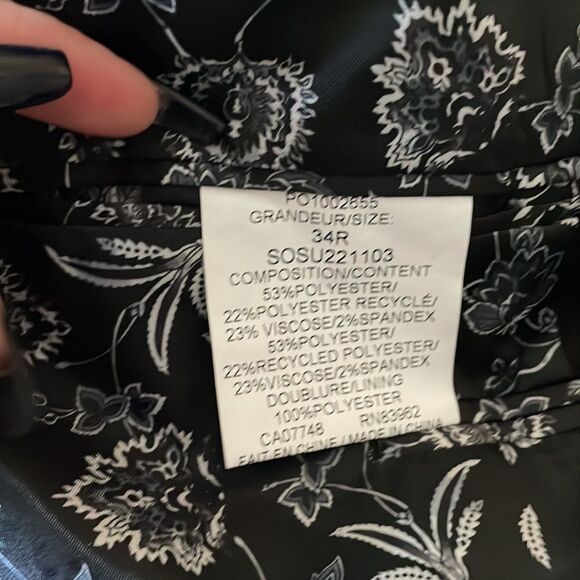 PO1002655
GRANDEUR/SIZE:
34R
SOSU221103
COMPOSITION/CONTENT
53%POLYESTER/
22%POLYESTER RECYCLÉ/
23% VISCOSE/2%SPANDEX
53%POLYESTER/
22%RECYCLED POLYESTER/
23%VISCOSE/2%SPANDEX
DOUBLURE/LINING
100%POLYESTER
CA07748 RN83962
FAIT EN CHINE / MADE IN CHINA